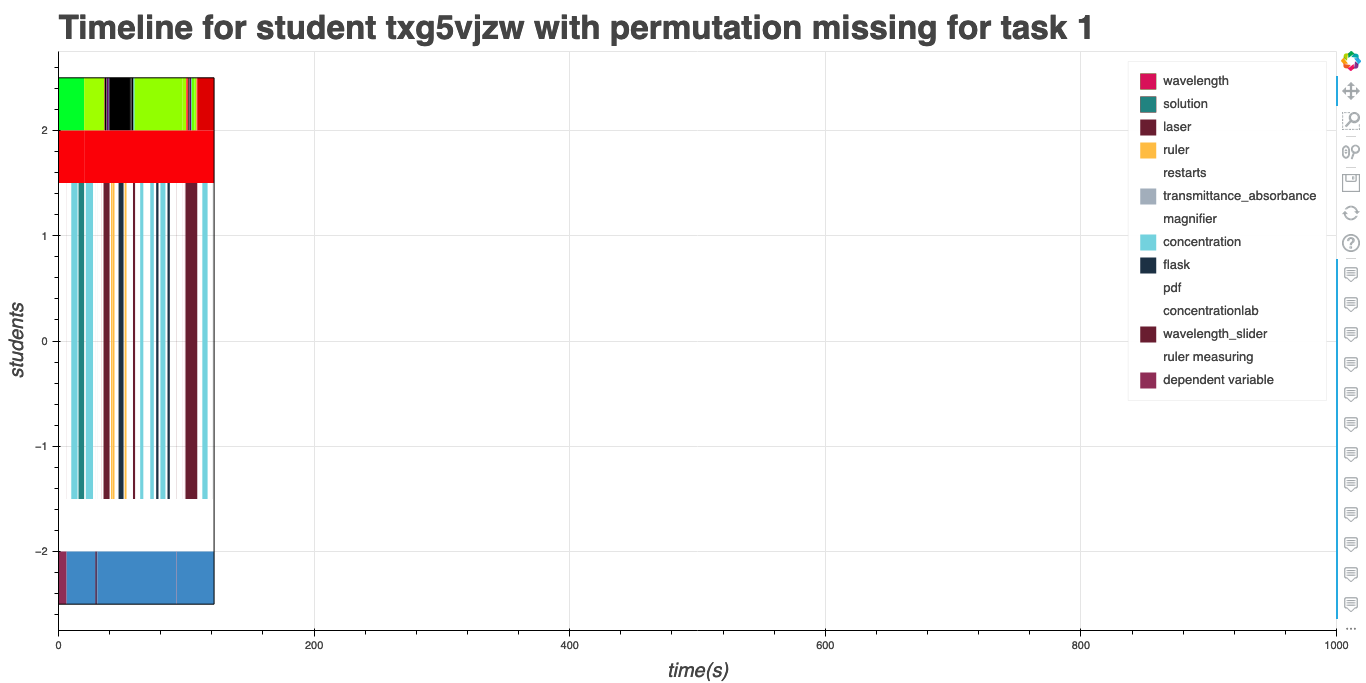 Timeline for student txg5vjzw with permutation missing for task 1
wavelength
solution
laser
ruler
restarts
transmittance_absorbance
magnifier
concentration
flask
pdf
concentrationlab
wavelength_slider
ruler measuring
dependent variable
students
2
1
0
−1
−2
0 200 400 600 800 1000
time(s)